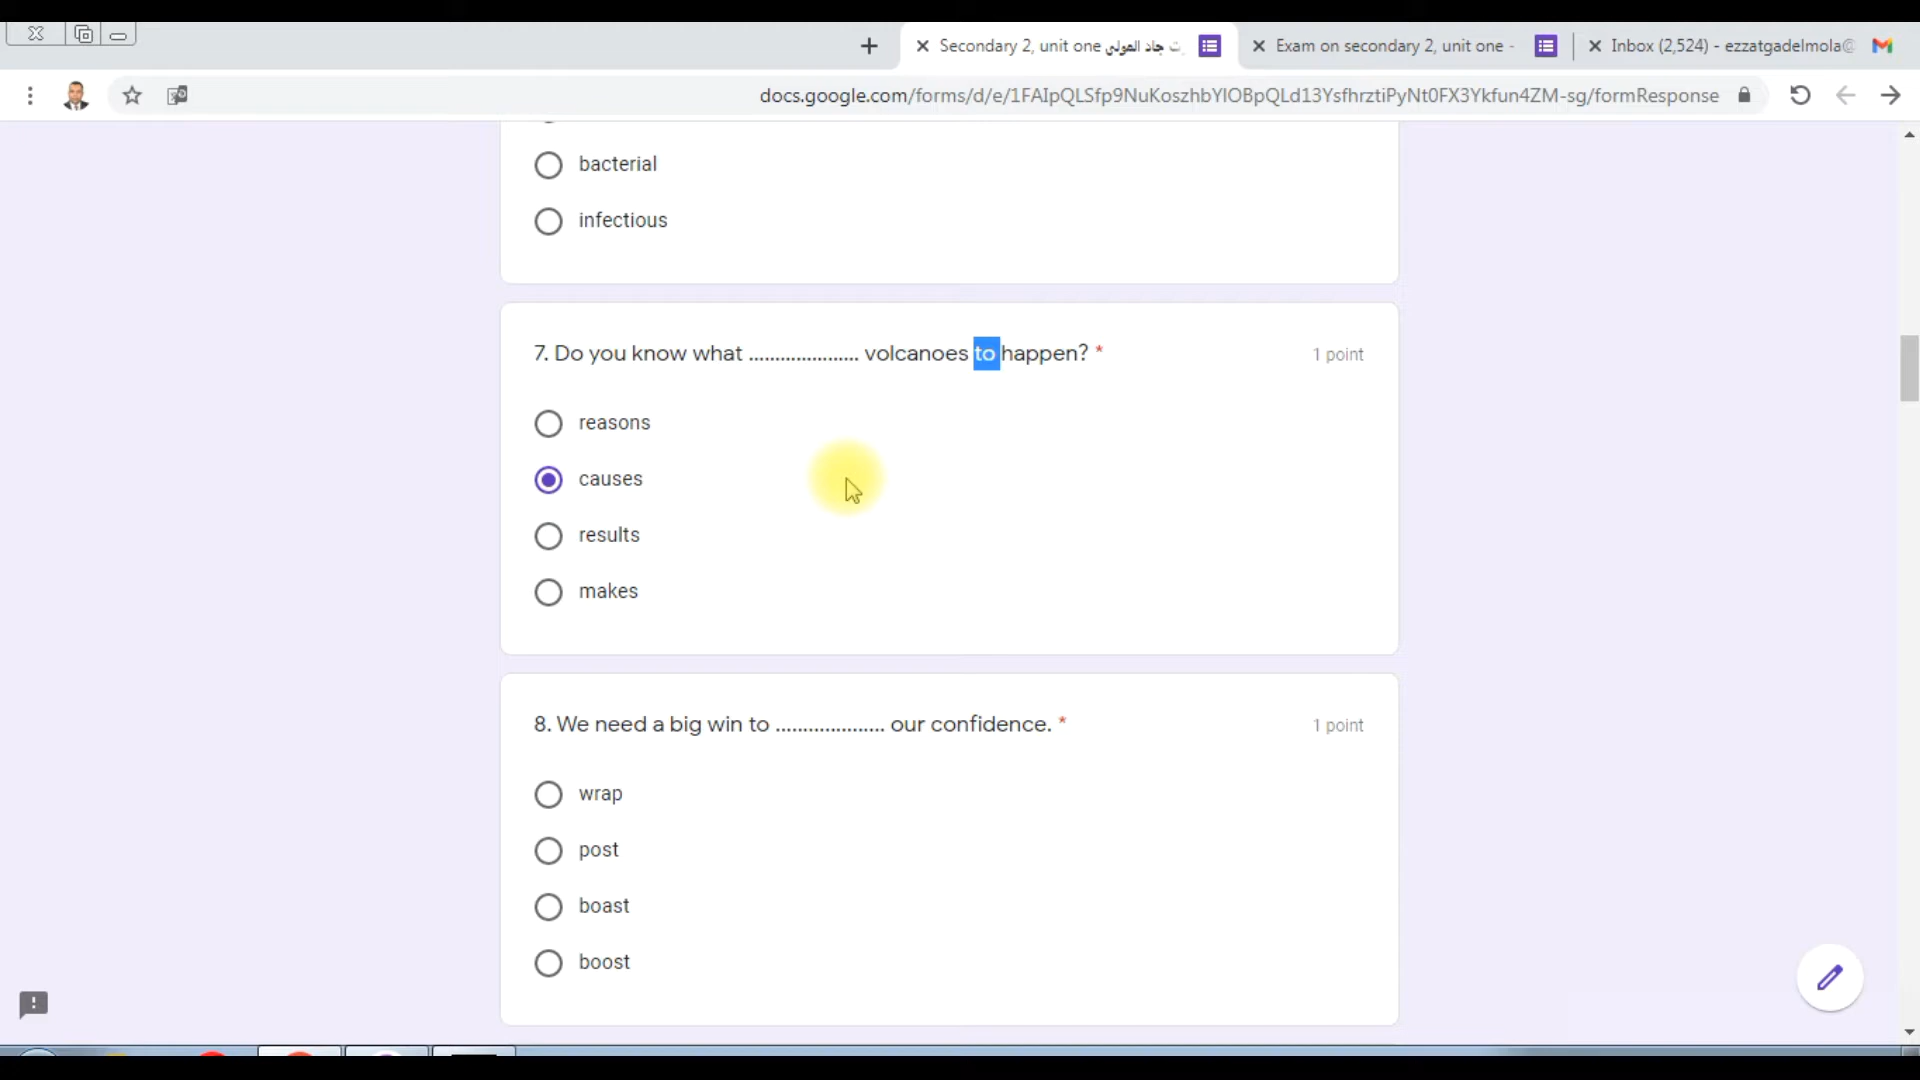 Secondary 2, unit one ت جاد المولى
Exam on secondary 2, unit one -
Inbox (2,524) - ezzatgadelmola@
docs.google.com/forms/d/e/1FAIpQLSfp9NuKoszhbYlOBpQLd13YsfhrztiPyNt0FX3Ykfun4ZM-sg/formResponse
bacterial
infectious
7. Do you know what ..................... volcanoes to happen? *
1 point
reasons
causes
results
makes
8. We need a big win to ..................... our confidence. *
1 point
wrap
post
boast
boost